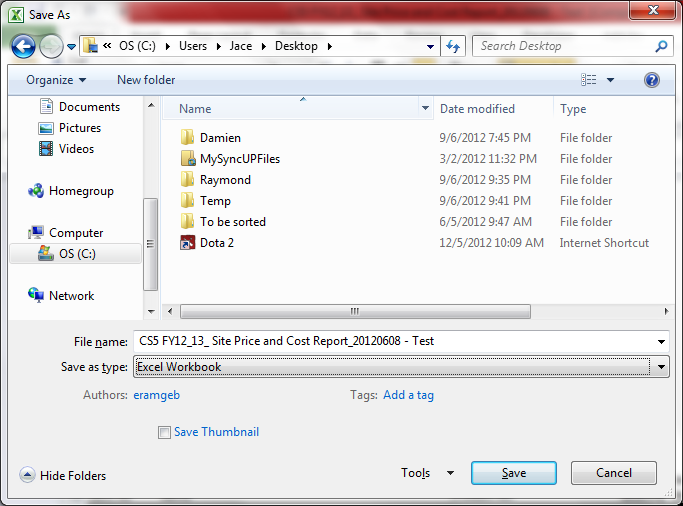 Save As
« OS (C:) Users Jace Desktop Search Desktop
Organize New folder
Documents
Pictures
Videos
Homegroup
Computer
OS (C:)
Network
Name Date modified Type
Damien 9/6/2012 7:45 PM File folder
MySyncUPFiles 3/2/2012 11:32 PM File folder
Raymond 9/6/2012 9:35 PM File folder
Temp 9/6/2012 9:41 PM File folder
To be sorted 6/5/2012 9:47 AM File folder
Dota 2 12/5/2012 10:09 AM Internet Shortcut
File name: CS5 FY12_13_ Site Price and Cost Report_20120608 - Test
Save as type: Excel Workbook
Authors: eramgeb Tags: Add a tag
Save Thumbnail
Hide Folders Tools Save Cancel